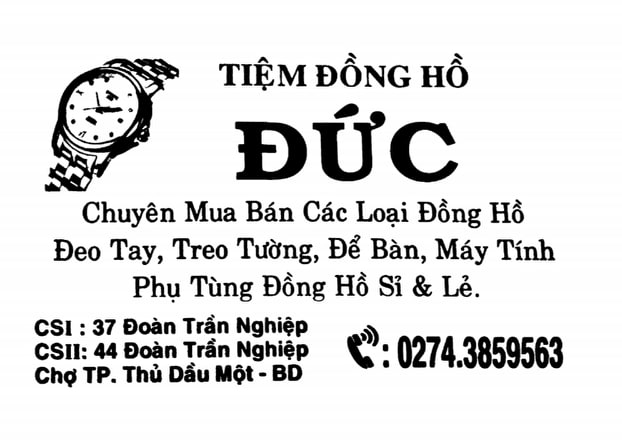 TIỆM ĐỒNG HỒ
ĐỨC
Chuyên Mua Bán Các Loại Đồng Hồ
Đeo Tay, Treo Tường, Để Bàn, Máy Tính
Phụ Tùng Đồng Hồ Sỉ & Lẻ.
CSI : 37 Đoàn Trần Nghiệp
CSII: 44 Đoàn Trần Nghiệp
Chợ TP. Thủ Dầu Một - BD
: 0274.3859563